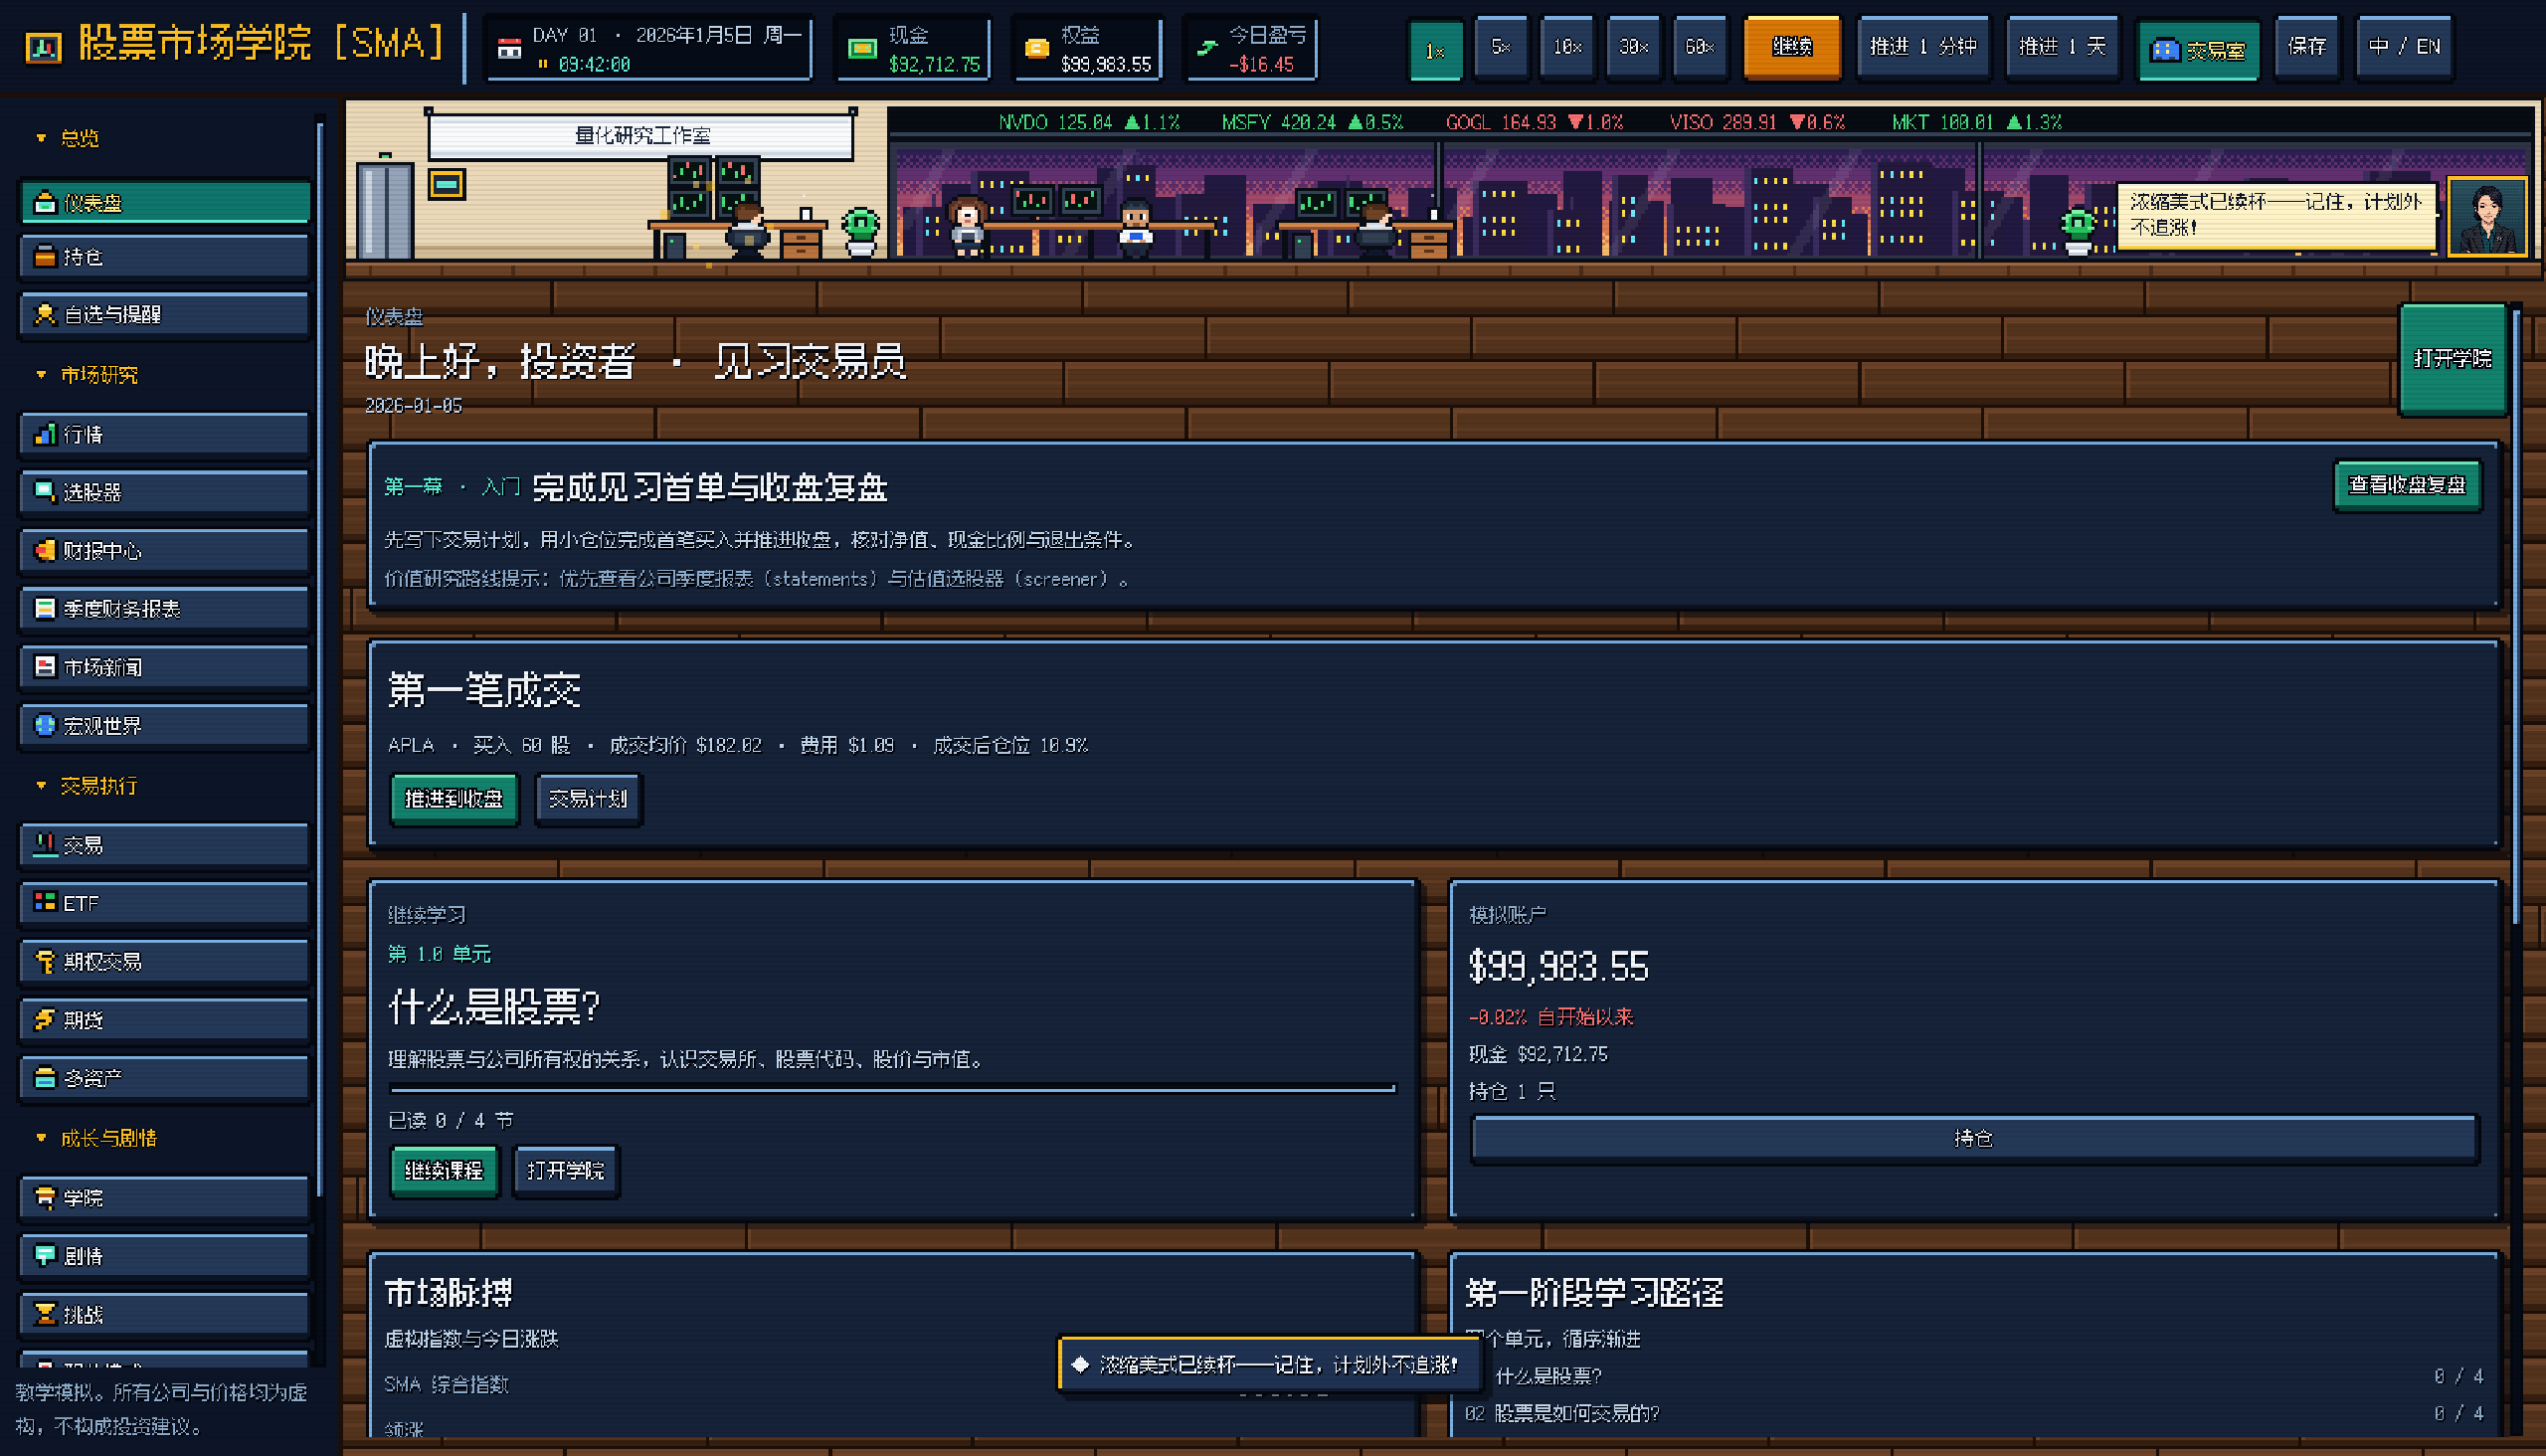 股票市场学院 [SMA]
DAY 01 · 2026年1月5日 周一
09:42:00
现金
$92,712.75
权益
$99,983.55
今日盈亏
-$16.45
1×
5×
10×
30×
60×
继续
推进 1 分钟
推进 1 天
交易室
保存
中 / EN
总览
仪表盘
持仓
自选与提醒
市场研究
行情
选股器
财报中心
季度财务报表
市场新闻
宏观世界
交易执行
交易
ETF
期权交易
期货
多资产
成长与剧情
学院
剧情
挑战
教学模拟。所有公司与价格均为虚
构，不构成投资建议。
量化研究工作室
NVDO 125.04 ▲1.1% MSFY 420.24 ▲0.5% GOGL 164.93 ▼1.0% VISO 289.91 ▼0.6% MKT 100.01 ▲1.3%
浓缩美式已续杯——记住，计划外
不追涨！
仪表盘
晚上好，投资者 · 见习交易员
2026-01-05
打开学院
第一幕 · 入门 完成见习首单与收盘复盘
查看收盘复盘
先写下交易计划，用小仓位完成首笔买入并推进收盘，核对净值、现金比例与退出条件。
价值研究路线提示：优先查看公司季度报表（statements）与估值选股器（screener）。
第一笔成交
APLA · 买入 60 股 · 成交均价 $182.02 · 费用 $1.09 · 成交后仓位 10.9%
推进到收盘
交易计划
继续学习
第 1.0 单元
什么是股票？
理解股票与公司所有权的关系，认识交易所、股票代码、股价与市值。
已读 0 / 4 节
继续课程
打开学院
模拟账户
$99,983.55
-0.02% 自开始以来
现金 $92,712.75
持仓 1 只
持仓
市场脉搏
虚构指数与今日涨跌
SMA 综合指数
领涨
第一阶段学习路径
个单元，循序渐进
什么是股票？ 0 / 4
02 股票是如何交易的？ 0 / 4
◆ 浓缩美式已续杯——记住，计划外不追涨！